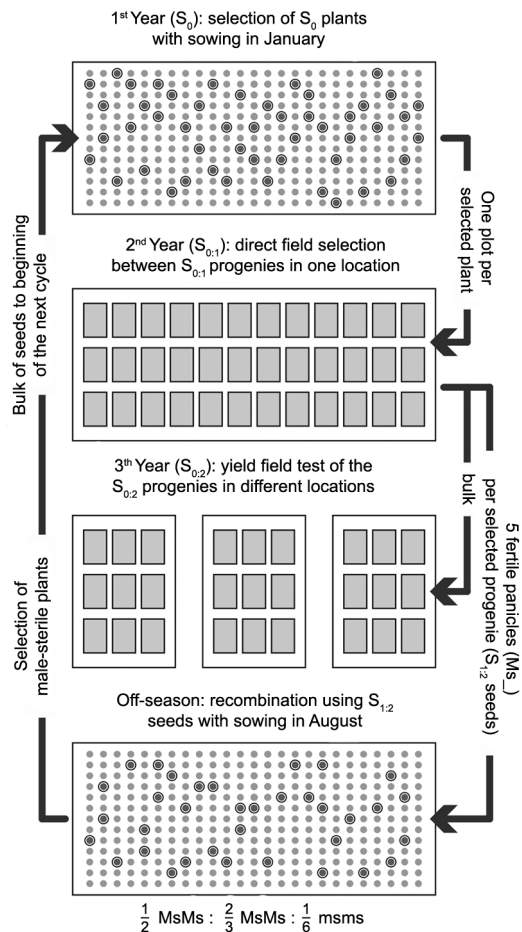 1st Year (S0): selection of S0 plants
with sowing in January
One plot per
selected plant
2nd Year (S0:1): direct field selection
between S0:1 progenies in one location
Bulk of seeds to beginning
of the next cycle
3th Year (S0:2): yield field test of the
S0:2 progenies in different locations
bulk
5 fertile panicles (Ms_)
per selected progenie (S1:2 seeds)
Selection of
male-sterile plants
Off-season: recombination using S1:2
seeds with sowing in August
1/2 MsMs : 2/3 MsMs : 1/6 msms